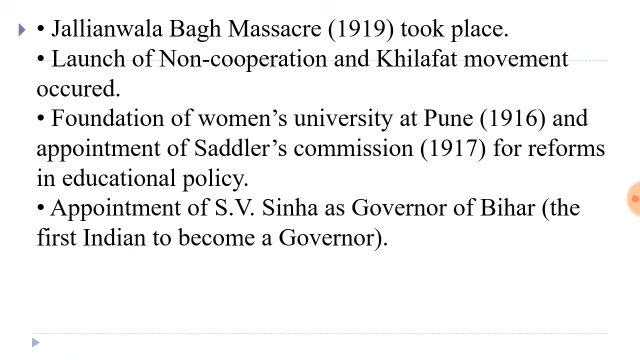 • Jallianwala Bagh Massacre (1919) took place.
• Launch of Non-cooperation and Khilafat movement
occured.
• Foundation of women’s university at Pune (1916) and
appointment of Saddler’s commission (1917) for reforms
in educational policy.
• Appointment of S.V. Sinha as Governor of Bihar (the
first Indian to become a Governor).